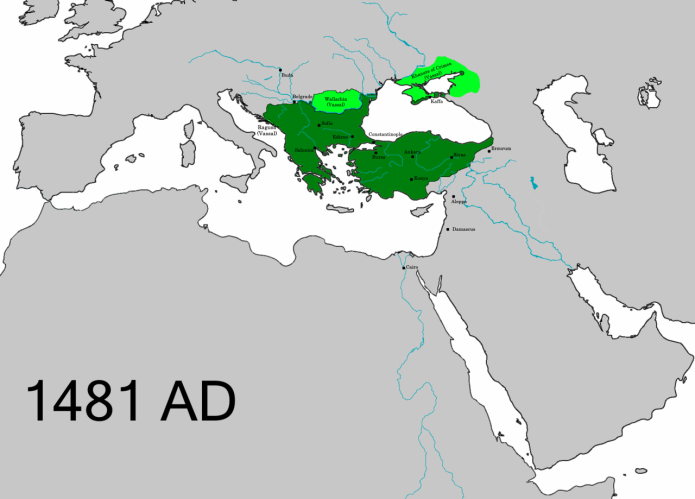 Buda
Khanate of Crimea
(Vassal)
Belgrade
Wallachia
(Vassal)
Kaffa
Ragusa
(Vassal)
Sofia
Edirne
Constantinople
Bursa
Ankara
Sivas
Erzurum
Konya
Aleppo
Damascus
Cairo
1481 AD